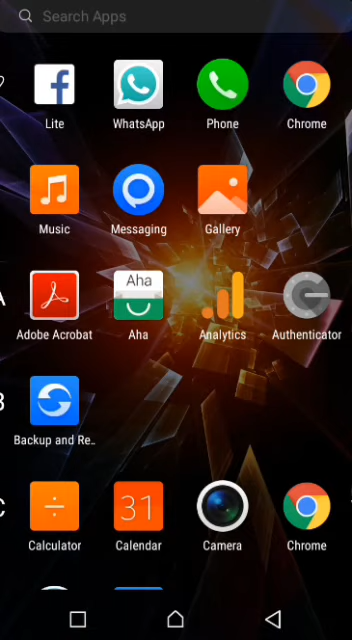 Search Apps
Lite
WhatsApp
Phone
Chrome
Music
Messaging
Gallery
A
Adobe Acrobat
Aha
Aha
Analytics
Authenticator
B
Backup and Re..
C
Calculator
31
Calendar
Camera
Chrome